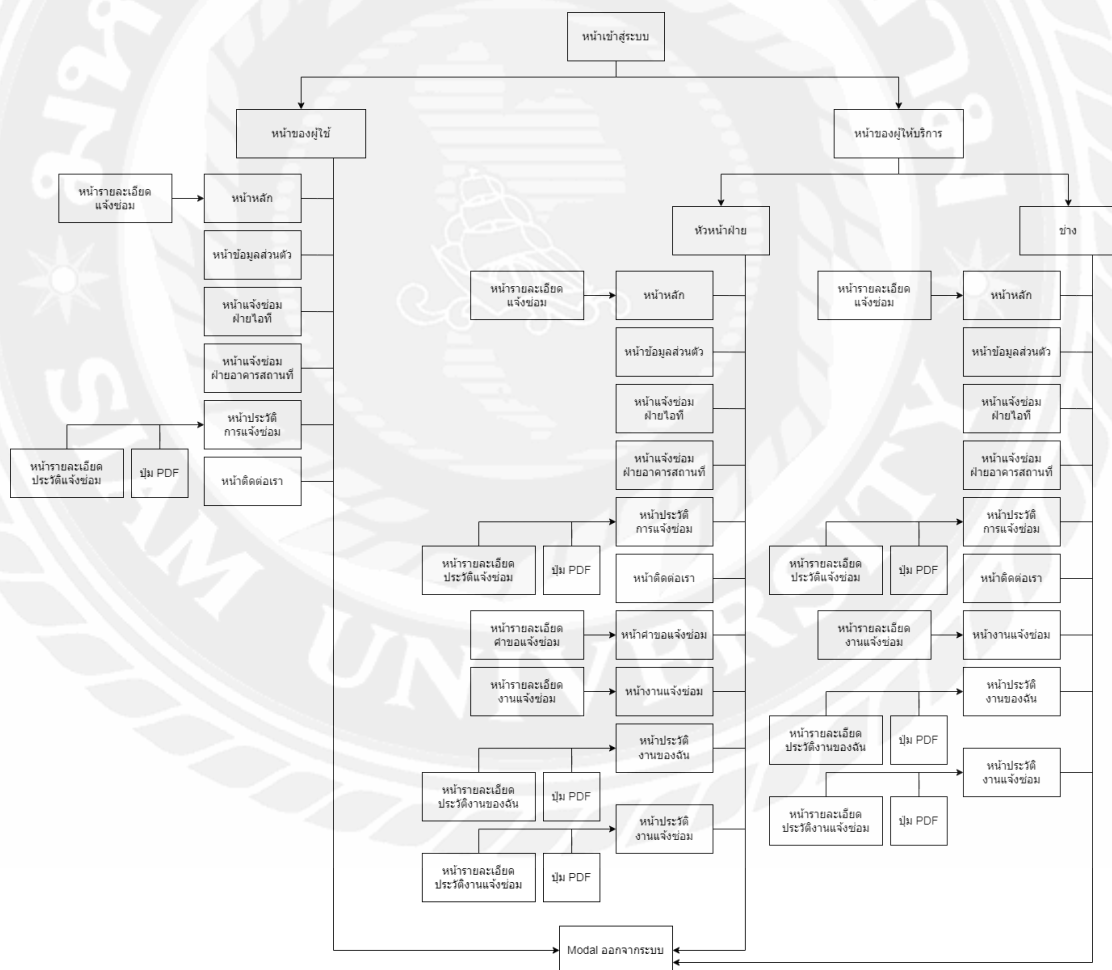 หน้าเข้าสู่ระบบ
หน้าของผู้ใช้
หน้าของผู้ให้บริการ
หน้ารายละเอียด
แจ้งซ่อม
หน้าหลัก
หน้าข้อมูลส่วนตัว
หน้าแจ้งซ่อม
ฝ่ายไอที
หน้าแจ้งซ่อม
ฝ่ายอาคารสถานที่
หน้าประวัติ
การแจ้งซ่อม
หน้ารายละเอียด
ประวัติแจ้งซ่อม
ปุ่ม PDF
หน้าติดต่อเรา
หัวหน้าฝ่าย
หน้ารายละเอียด
แจ้งซ่อม
หน้าหลัก
หน้าข้อมูลส่วนตัว
หน้าแจ้งซ่อม
ฝ่ายไอที
หน้าแจ้งซ่อม
ฝ่ายอาคารสถานที่
หน้าประวัติ
การแจ้งซ่อม
หน้ารายละเอียด
ประวัติแจ้งซ่อม
ปุ่ม PDF
หน้าติดต่อเรา
หน้ารายละเอียด
คำขอแจ้งซ่อม
หน้าคำขอแจ้งซ่อม
หน้ารายละเอียด
งานแจ้งซ่อม
หน้างานแจ้งซ่อม
หน้าประวัติ
งานของฉัน
หน้ารายละเอียด
ประวัติงานของฉัน
ปุ่ม PDF
หน้าประวัติ
งานแจ้งซ่อม
หน้ารายละเอียด
ประวัติงานแจ้งซ่อม
ปุ่ม PDF
ช่าง
หน้ารายละเอียด
แจ้งซ่อม
หน้าหลัก
หน้าข้อมูลส่วนตัว
หน้าแจ้งซ่อม
ฝ่ายไอที
หน้าแจ้งซ่อม
ฝ่ายอาคารสถานที่
หน้าประวัติ
การแจ้งซ่อม
หน้ารายละเอียด
ประวัติแจ้งซ่อม
ปุ่ม PDF
หน้าติดต่อเรา
หน้ารายละเอียด
งานแจ้งซ่อม
หน้างานแจ้งซ่อม
หน้าประวัติ
งานของฉัน
หน้ารายละเอียด
ประวัติงานของฉัน
ปุ่ม PDF
หน้าประวัติ
งานแจ้งซ่อม
หน้ารายละเอียด
ประวัติงานแจ้งซ่อม
ปุ่ม PDF
Modal ออกจากระบบ
SIAM UNIVERSITY